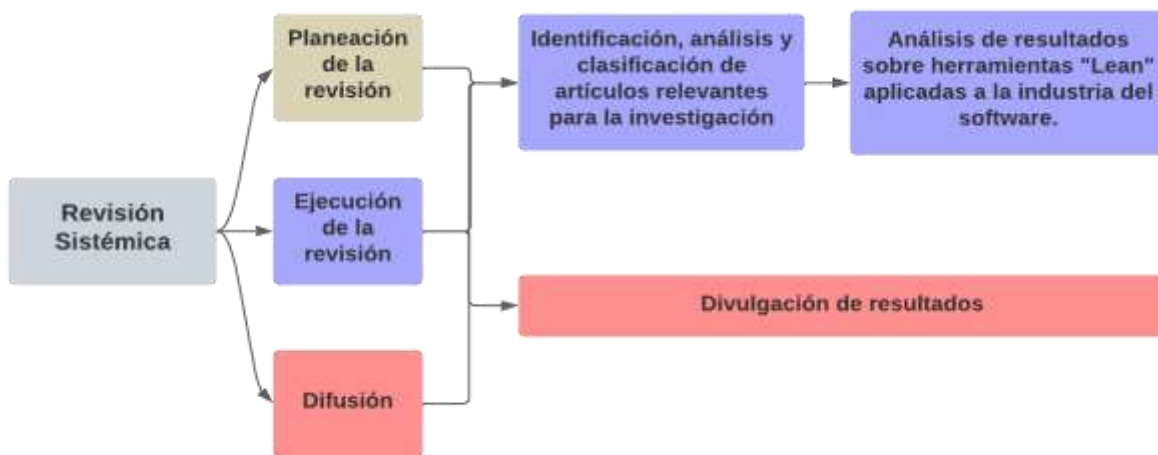 Planeación
de la
revisión
Identificación, análisis y
clasificación de
artículos relevantes
para la investigación
Análisis de resultados
sobre herramientas "Lean"
aplicadas a la industria del
software.
Revisión
Sistémica
Ejecución
de la
revisión
Divulgación de resultados
Difusión